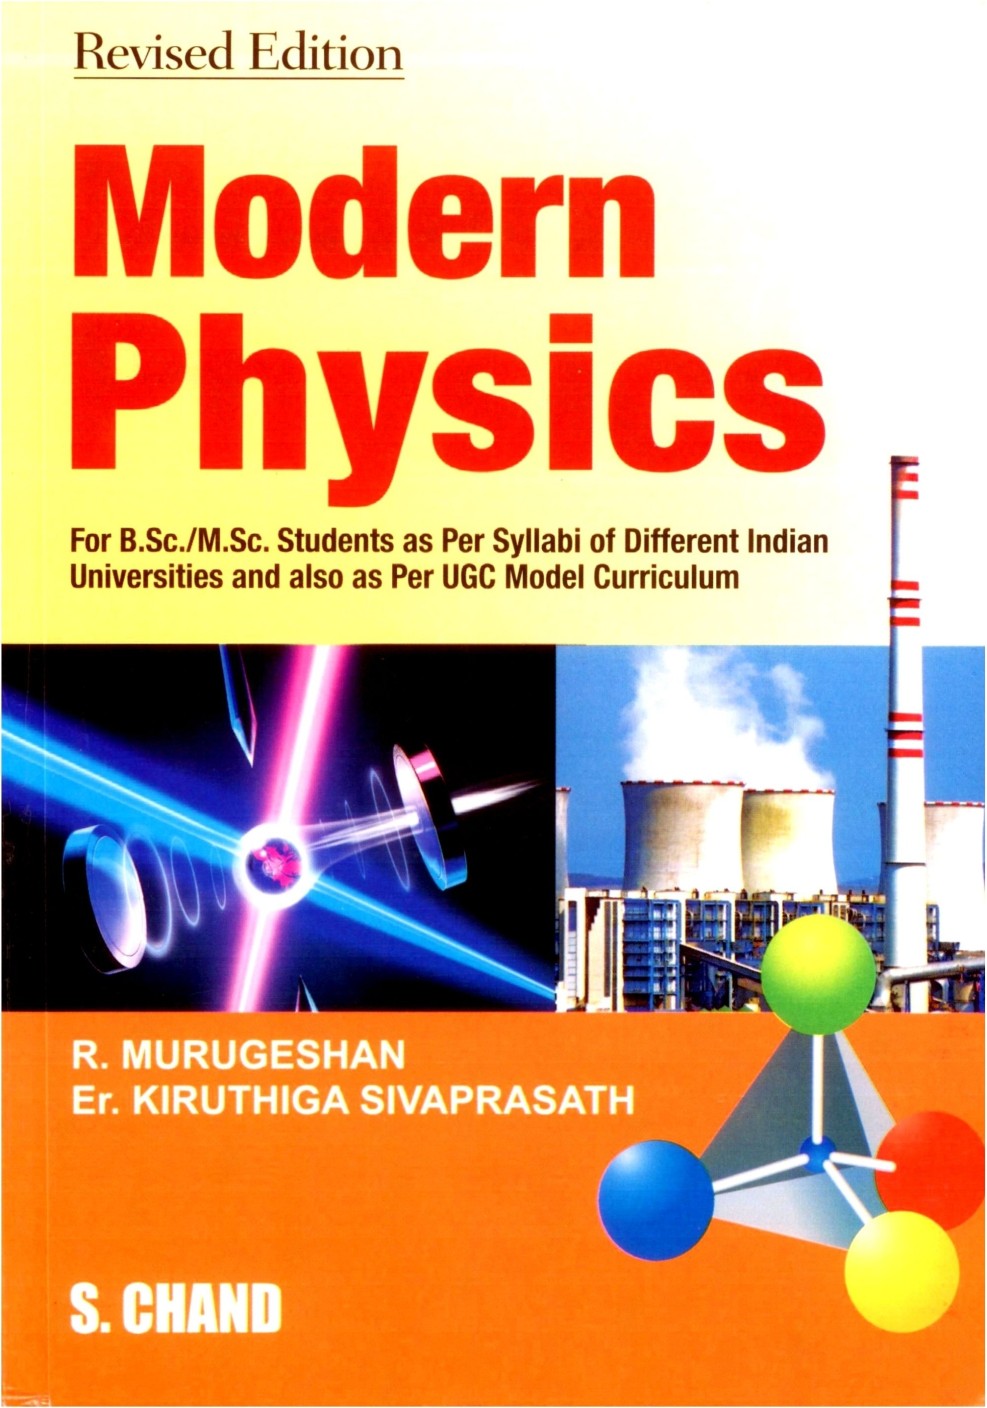 Revised Edition
Modern
Physics
For B.Sc./M.Sc. Students as Per Syllabi of Different Indian
Universities and also as Per UGC Model Curriculum
R. MURUGESHAN
Er. KIRUTHIGA SIVAPRASATH
S. CHAND